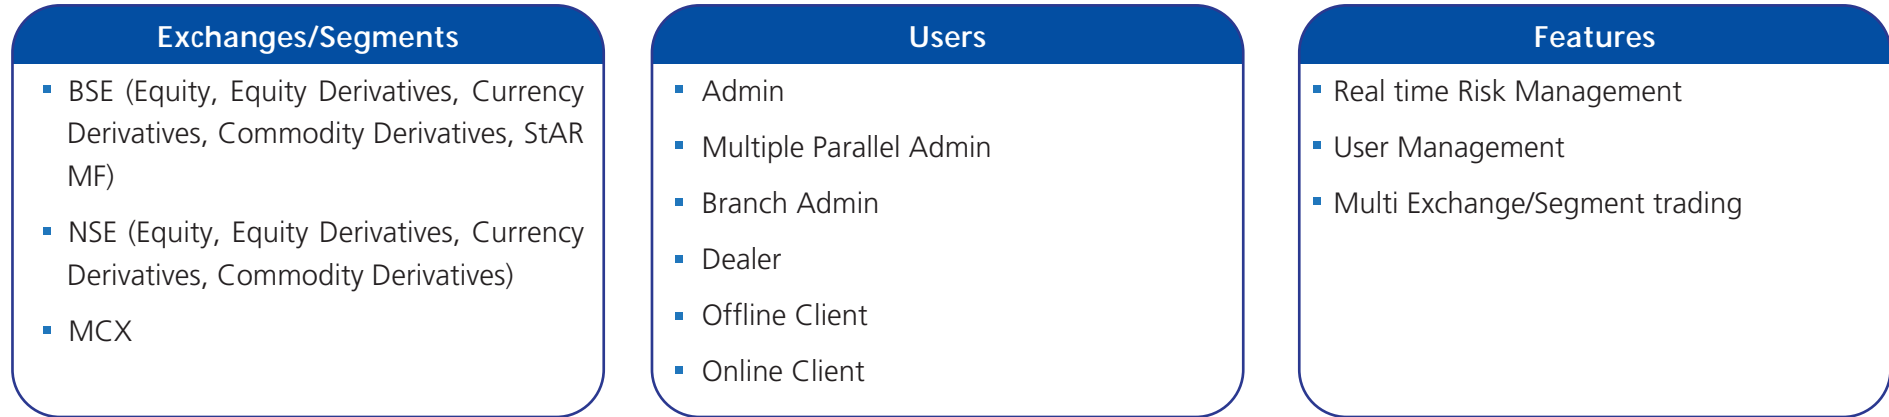 Exchanges/Segments
▪ BSE (Equity, Equity Derivatives, Currency
Derivatives, Commodity Derivatives, StAR
MF)
▪ NSE (Equity, Equity Derivatives, Currency
Derivatives, Commodity Derivatives)
▪ MCX
Users
▪ Admin
▪ Multiple Parallel Admin
▪ Branch Admin
▪ Dealer
▪ Offline Client
▪ Online Client
Features
▪ Real time Risk Management
▪ User Management
▪ Multi Exchange/Segment trading